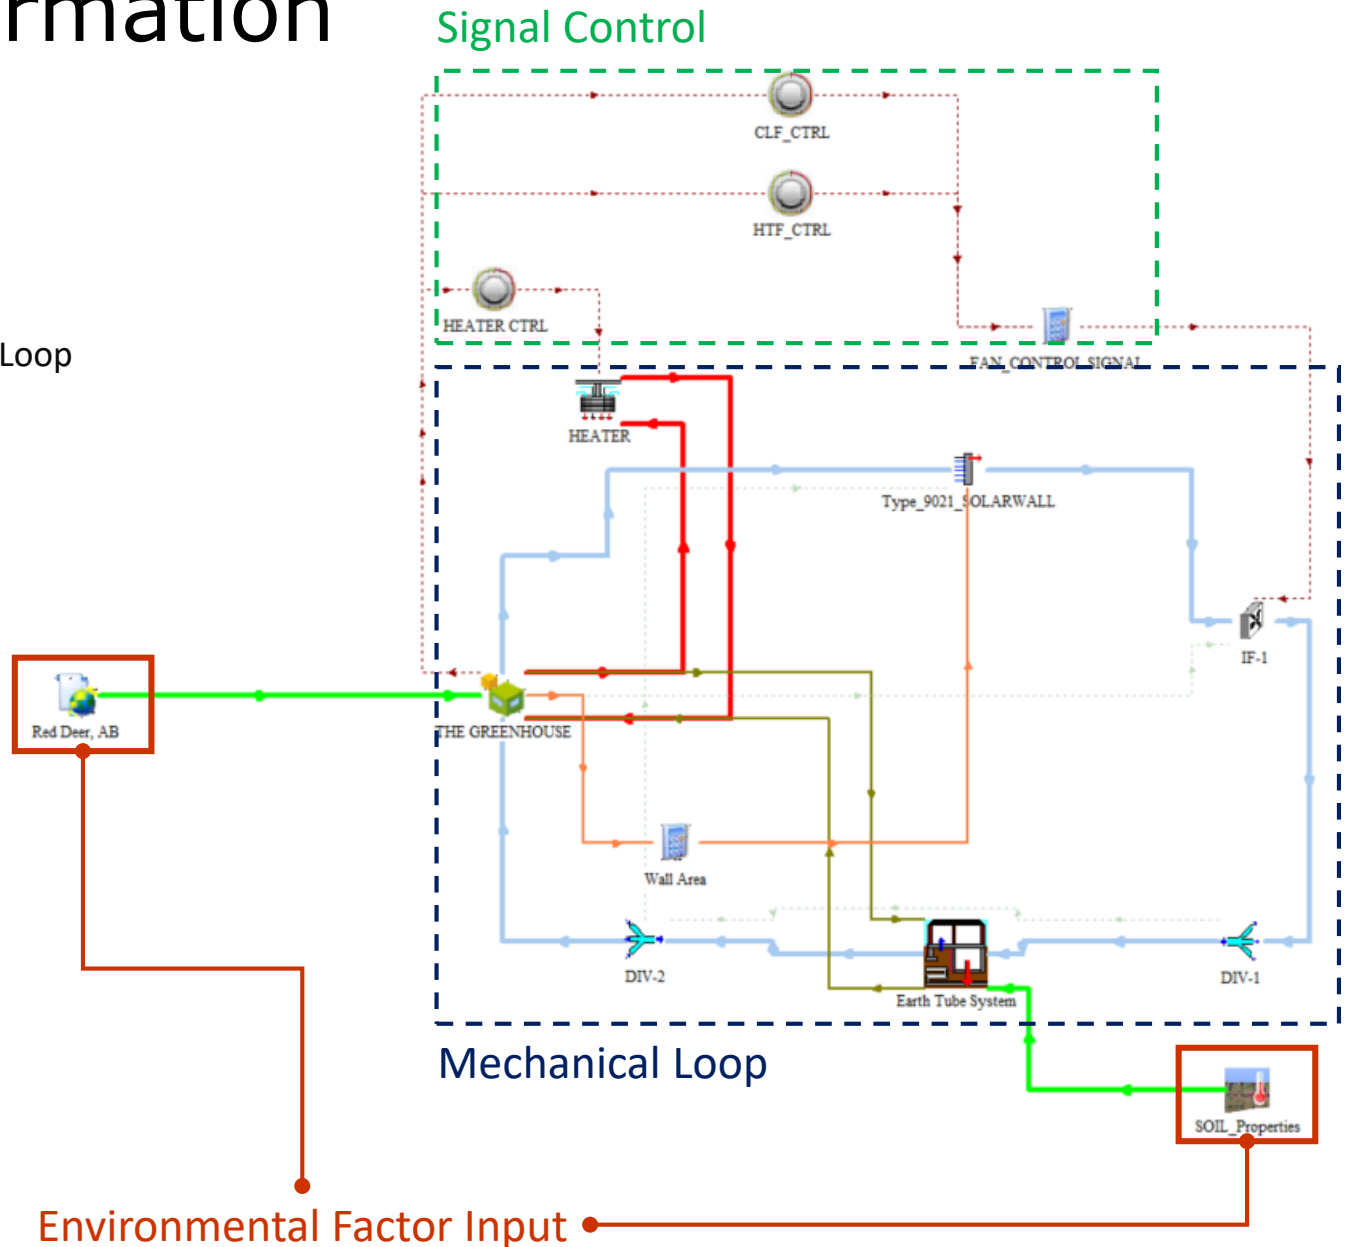 rmation
Signal Control
CLF_CTRL
HTF_CTRL
HEATER CTRL
FAN_CONTROL SIGNAL
Loop
HEATER
Type_9021_SOLARWALL
IF-1
Red Deer, AB
THE GREENHOUSE
Wall Area
DIV-2
Earth Tube System
DIV-1
Mechanical Loop
SOIL_Properties
Environmental Factor Input